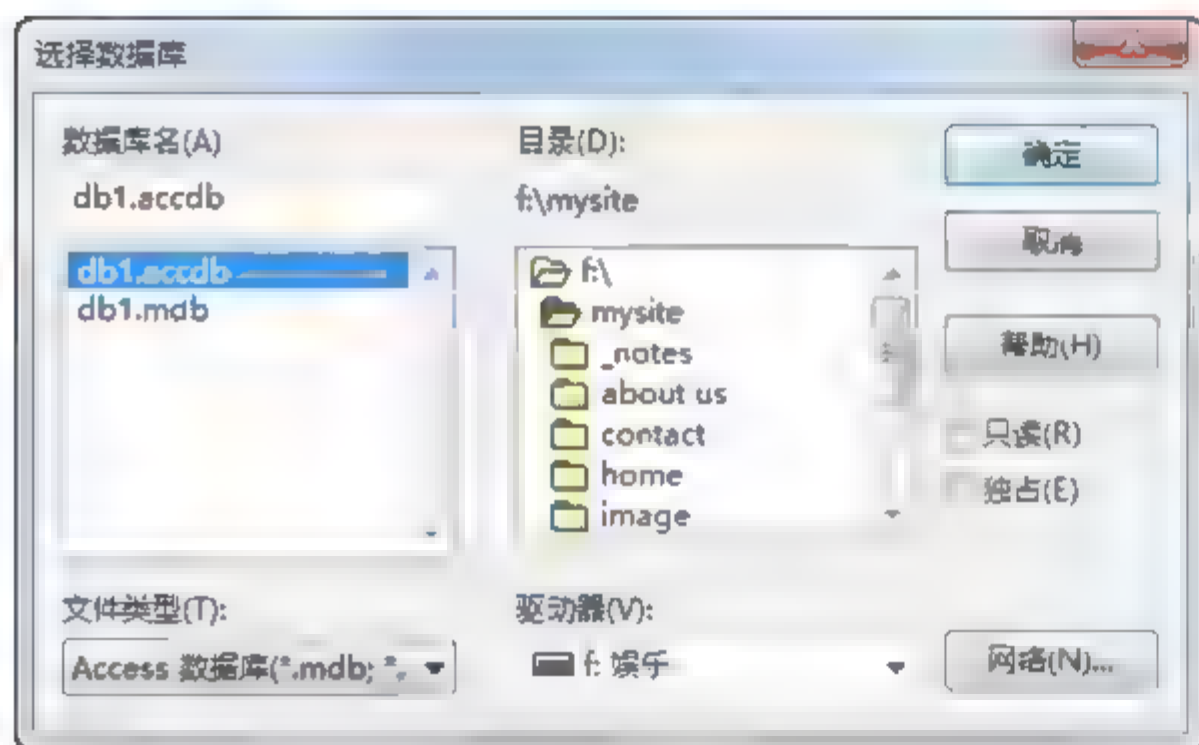 选择数据库
数据库名(A)
db1.accdb
db1.accdb
db1.mdb
文件类型(T):
Access 数据库(*.mdb; *.
目录(D):
f:\mysite
f:\
mysite
_notes
about us
contact
home
image
驱动器(V):
f: 娱乐
确定
取消
帮助(H)
只读(R)
独占(E)
网络(N)...